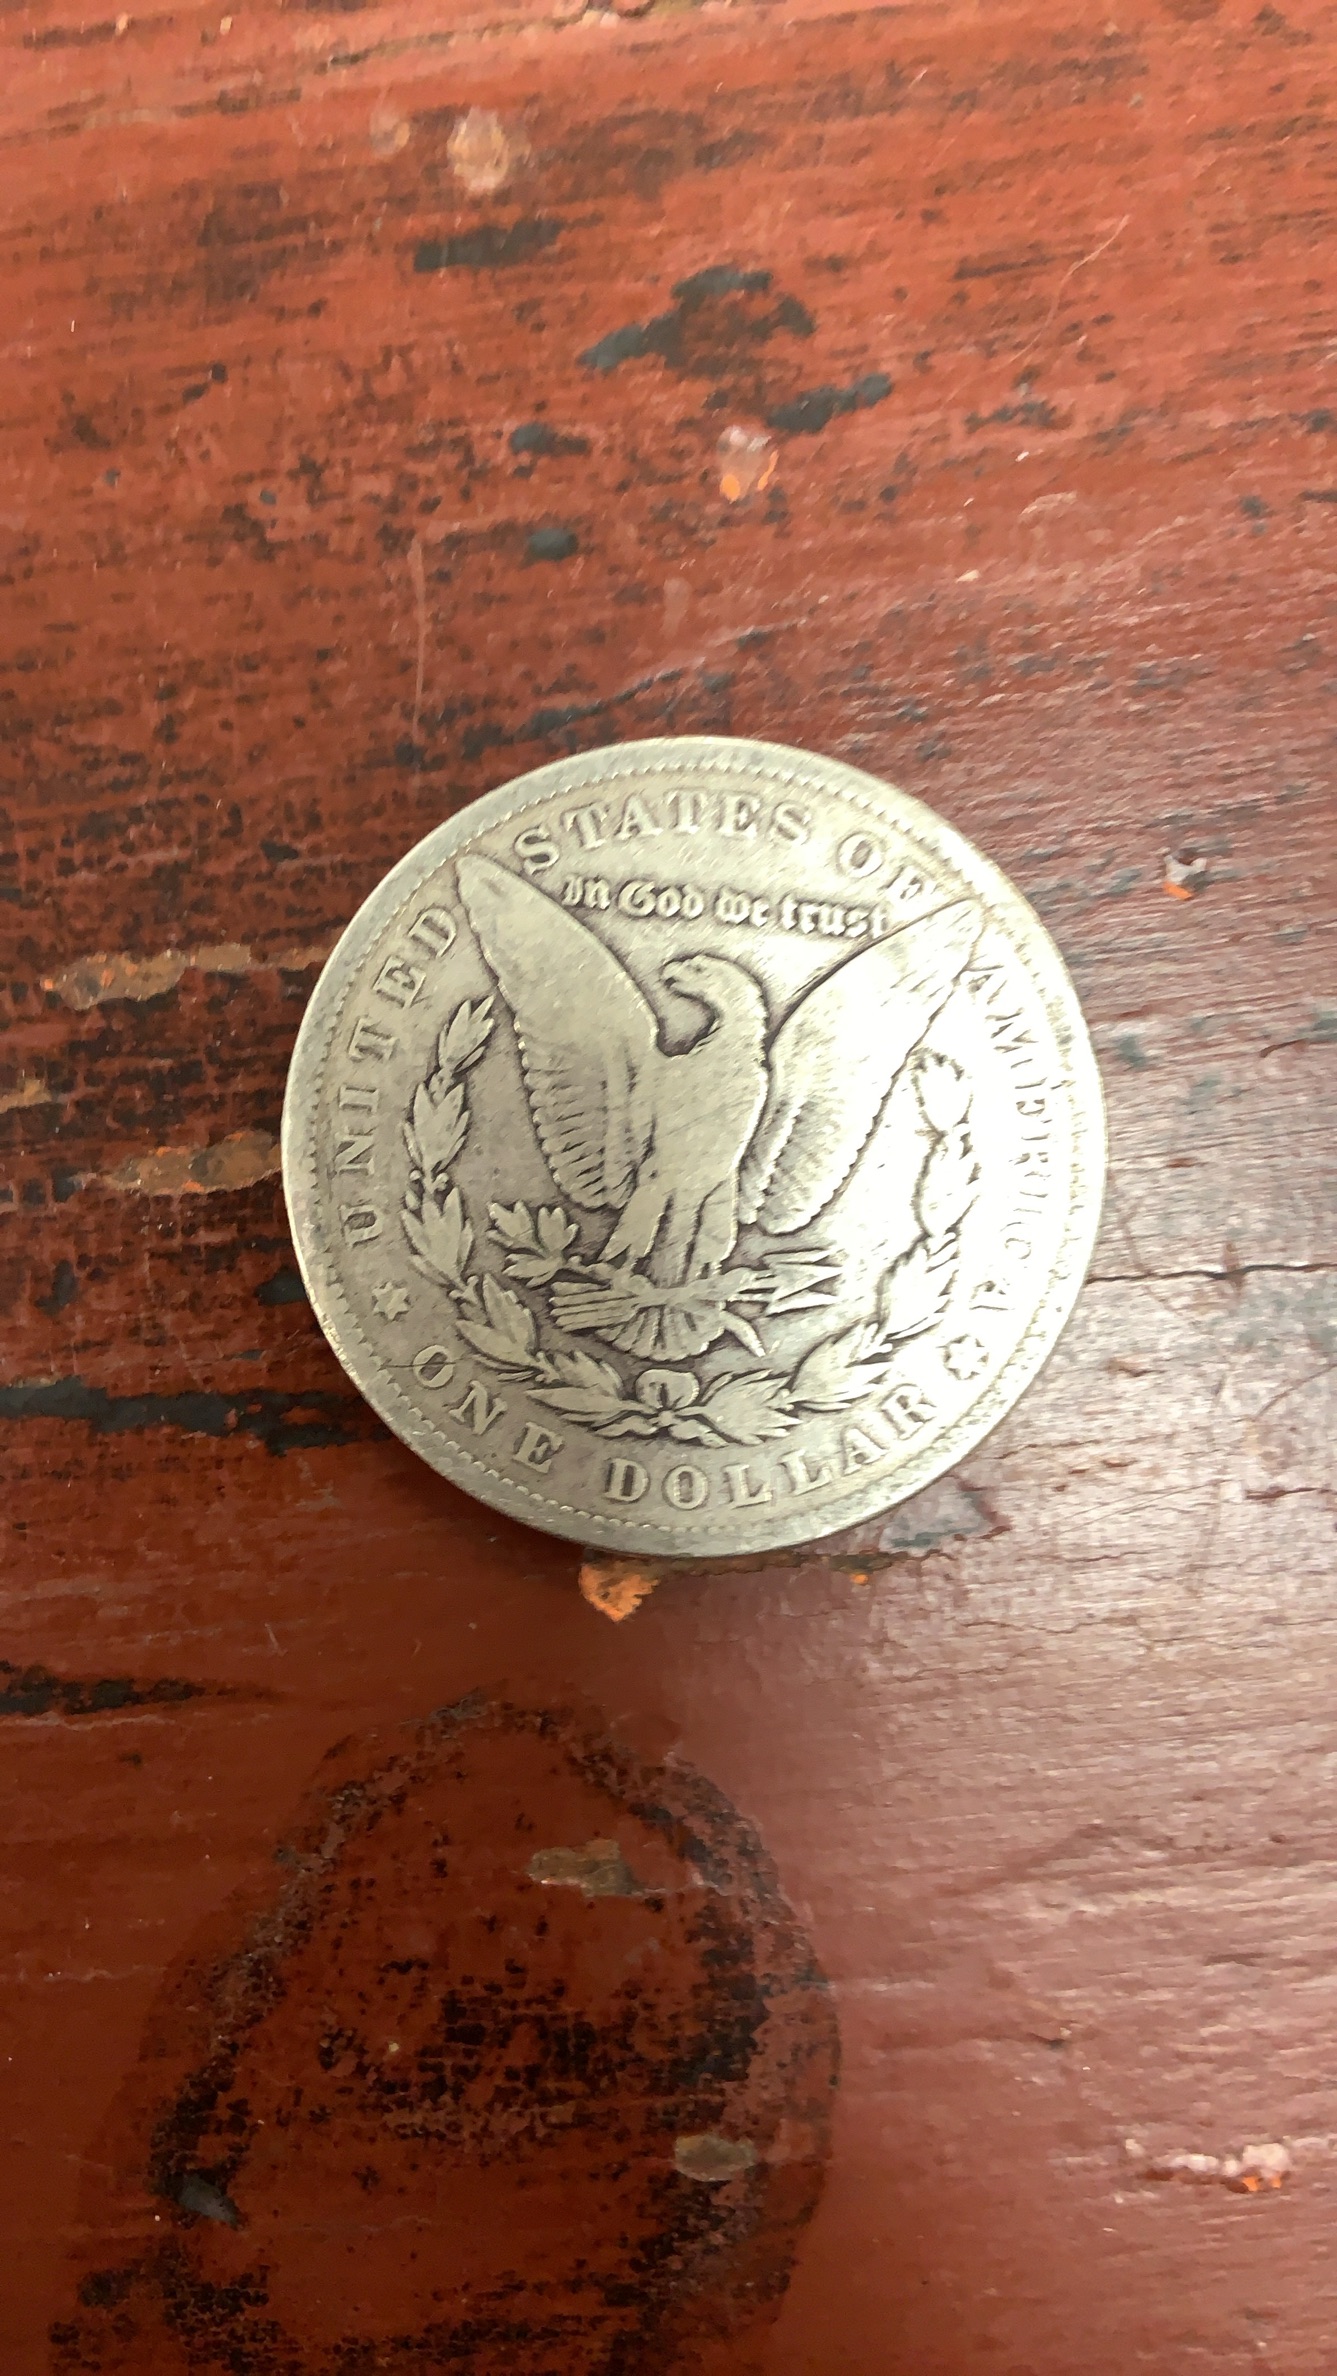 UNITED STATES OF AMERICA
In God we trust
ONE DOLLAR